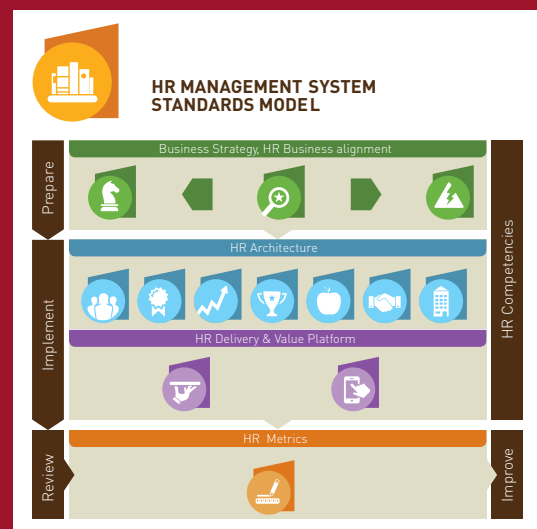 HR MANAGEMENT SYSTEM
STANDARDS MODEL
Prepare
Business Strategy, HR Business alignment
HR Competencies
Implement
HR Architecture
HR Delivery & Value Platform
Review
HR Metrics
Improve